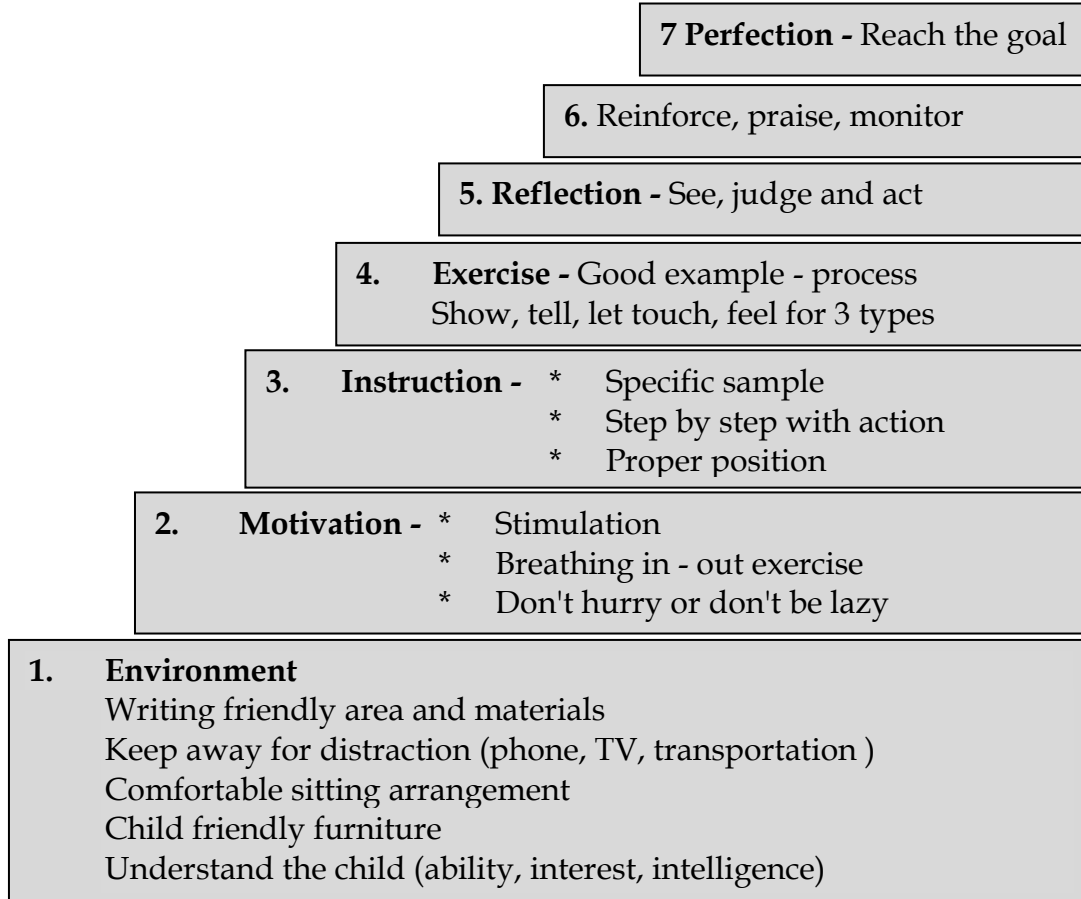 7 Perfection - Reach the goal
6. Reinforce, praise, monitor
5. Reflection - See, judge and act
4. Exercise - Good example - process
Show, tell, let touch, feel for 3 types
3. Instruction - * Specific sample
* Step by step with action
* Proper position
2. Motivation - * Stimulation
* Breathing in - out exercise
* Don't hurry or don't be lazy
1. Environment
Writing friendly area and materials
Keep away for distraction (phone, TV, transportation )
Comfortable sitting arrangement
Child friendly furniture
Understand the child (ability, interest, intelligence)